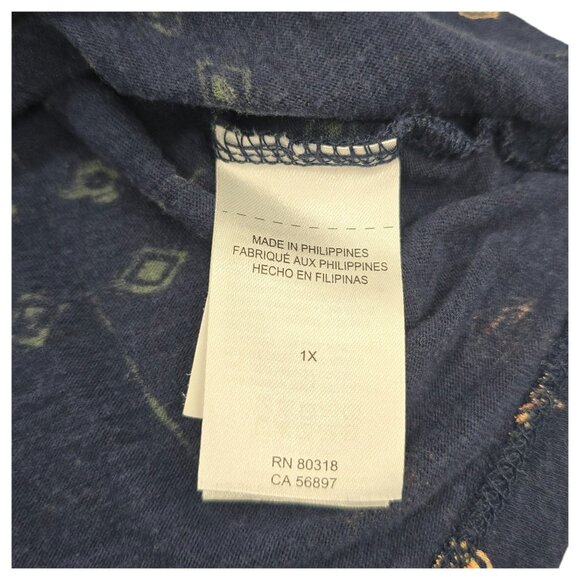 MADE IN PHILIPPINES
FABRIQUÉ AUX PHILIPPINES
HECHO EN FILIPINAS
1X
RN 80318
CA 56897